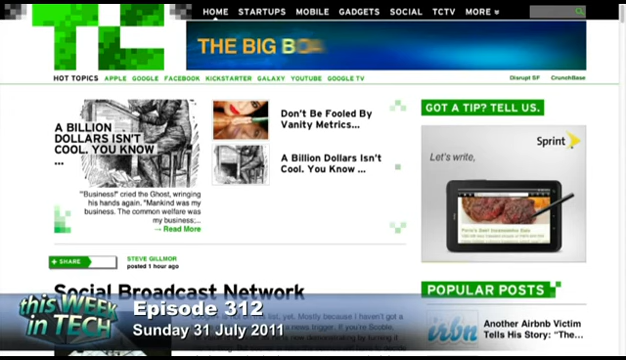 HOME STARTUPS MOBILE GADGETS SOCIAL TCTV MORE
THE BIG BOA
HOT TOPICS APPLE GOOGLE FACEBOOK KICKSTARTER GALAXY YOUTUBE GOOGLE TV
Disrupt SF CrunchBase
A BILLION
DOLLARS ISN'T
COOL. YOU KNOW
...
"Business!" cried the Ghost, wringing
his hands again. "Mankind was my
business. The common welfare was
my business;...
→ Read More
Don't Be Fooled By
Vanity Metrics...
A Billion Dollars Isn't
Cool. You Know ...
GOT A TIP? TELL US.
Sprint
Let's write,
+ SHARE
STEVE GILLMOR
posted 1 hour ago
Social Broadcast Network
POPULAR POSTS
irbn
Another Airbnb Victim
Tells His Story: "The...
this WEEK
in TECH
Episode 312
Sunday 31 July 2011